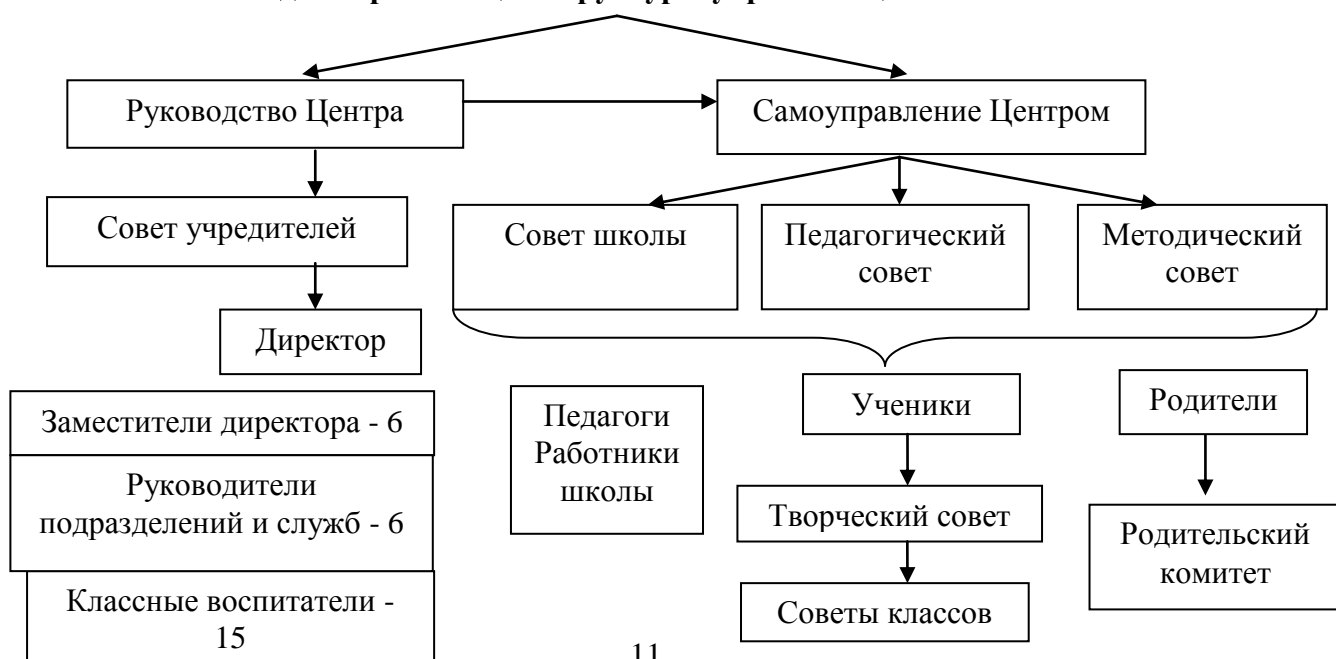 Руководство Центра
Самоуправление Центром
Совет учредителей
Совет школы
Педагогический
совет
Методический
совет
Директор
Заместители директора - 6
Руководители
подразделений и служб - 6
Классные воспитатели -
15
Педагоги
Работники
школы
Ученики
Родители
Творческий совет
Родительский
комитет
Советы классов
11